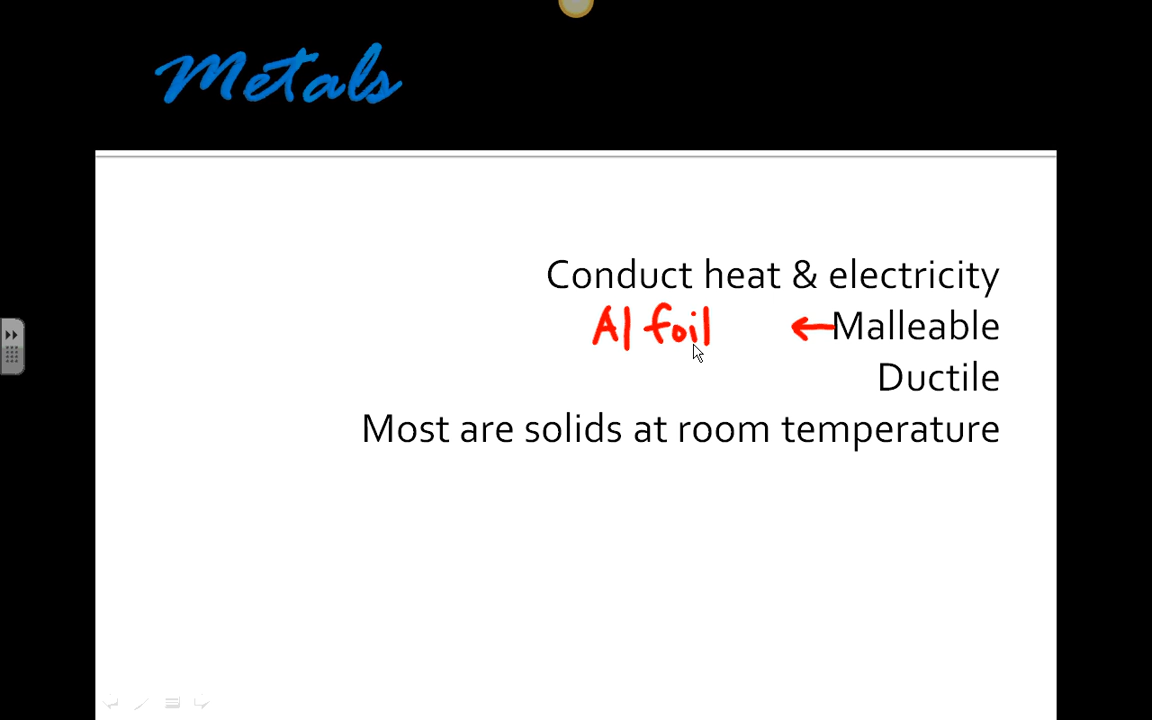 Metals
Conduct heat & electricity
Al foil ←Malleable
Ductile
Most are solids at room temperature